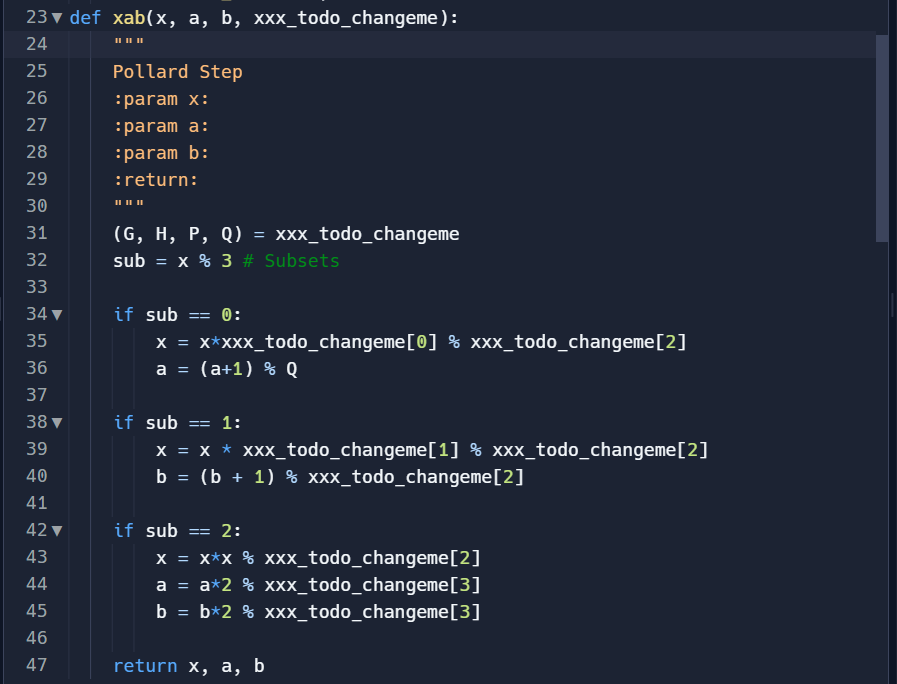 23 def xab(x, a, b, xxx_todo_changeme):
24 """
25 Pollard Step
26 :param x:
27 :param a:
28 :param b:
29 :return:
30 """
31 (G, H, P, Q) = xxx_todo_changeme
32 sub = x % 3 # Subsets
33
34 if sub == 0:
35 x = x*xxx_todo_changeme[0] % xxx_todo_changeme[2]
36 a = (a+1) % Q
37
38 if sub == 1:
39 x = x * xxx_todo_changeme[1] % xxx_todo_changeme[2]
40 b = (b + 1) % xxx_todo_changeme[2]
41
42 if sub == 2:
43 x = x*x % xxx_todo_changeme[2]
44 a = a*2 % xxx_todo_changeme[3]
45 b = b*2 % xxx_todo_changeme[3]
46
47 return x, a, b